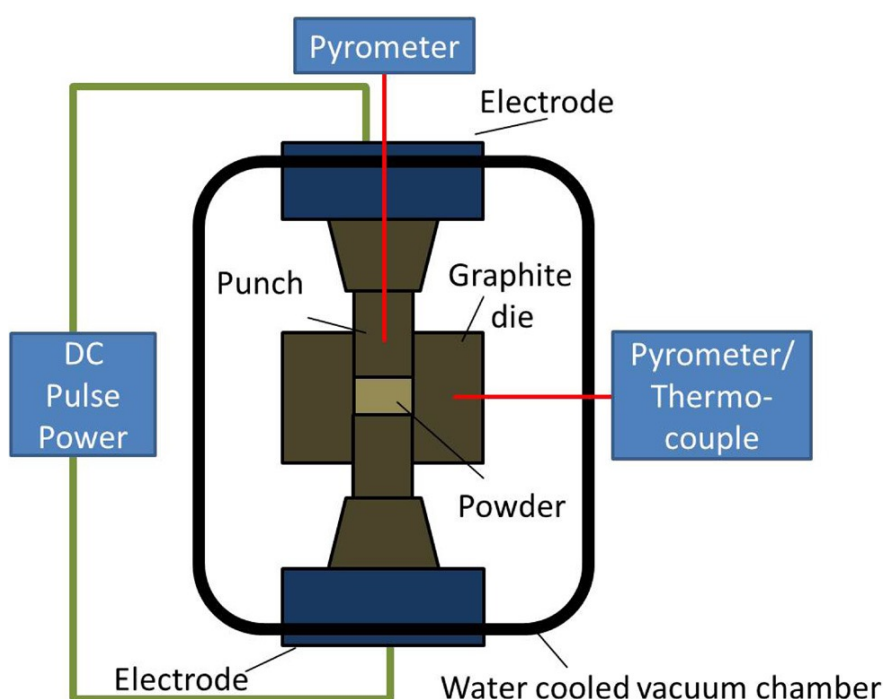 Pyrometer
Electrode
Punch
Graphite
die
DC
Pulse
Power
Pyrometer/
Thermo-
couple
Powder
Electrode
Water cooled vacuum chamber